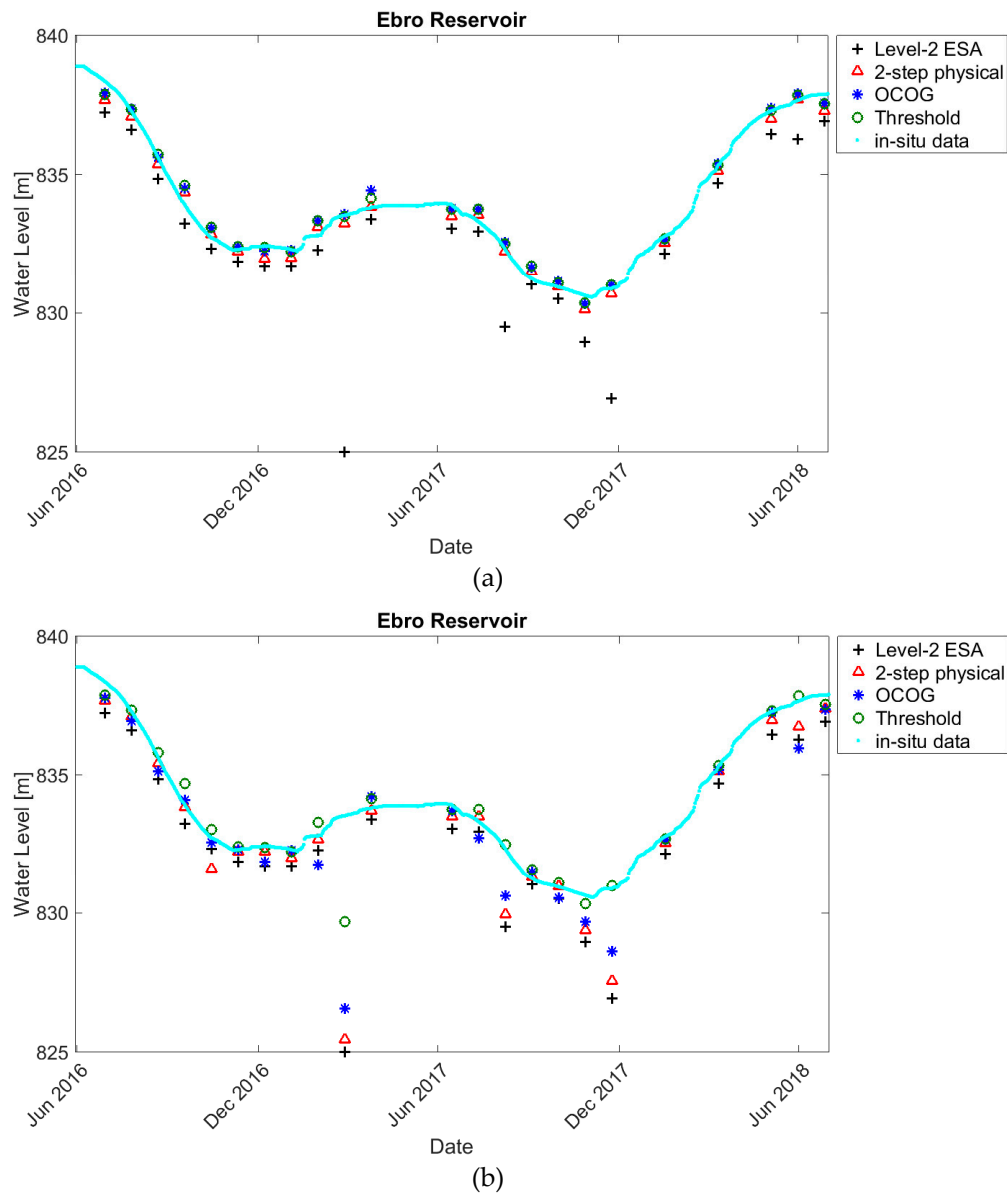 Ebro Reservoir
840
835
830
825
Water Level [m]
Jun 2016
Dec 2016
Jun 2017
Dec 2017
Jun 2018
Date
Level-2 ESA
2-step physical
OCOG
Threshold
in-situ data
(a)
Ebro Reservoir
840
835
830
825
Water Level [m]
Jun 2016
Dec 2016
Jun 2017
Dec 2017
Jun 2018
Date
Level-2 ESA
2-step physical
OCOG
Threshold
in-situ data
(b)